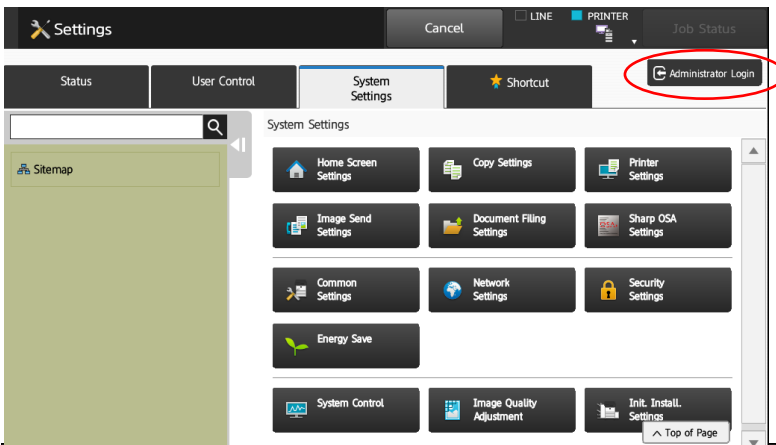 Settings
Cancel
LINE
PRINTER
Job Status
Status
User Control
System
Settings
Shortcut
Administrator Login
System Settings
Sitemap
Home Screen
Settings
Copy Settings
Printer
Settings
Image Send
Settings
Document Filing
Settings
OSA
Sharp OSA
Settings
Common
Settings
Network
Settings
Security
Settings
Energy Save
System Control
Image Quality
Adjustment
Init. Install.
Settings
Top of Page